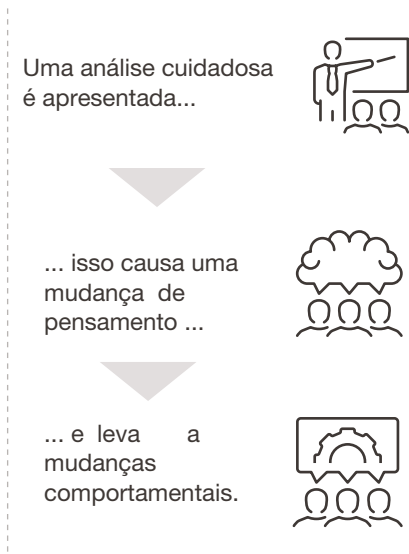 Uma análise cuidadosa
é apresentada...
... isso causa uma
mudança de
pensamento ...
... e leva a
mudanças
comportamentais.